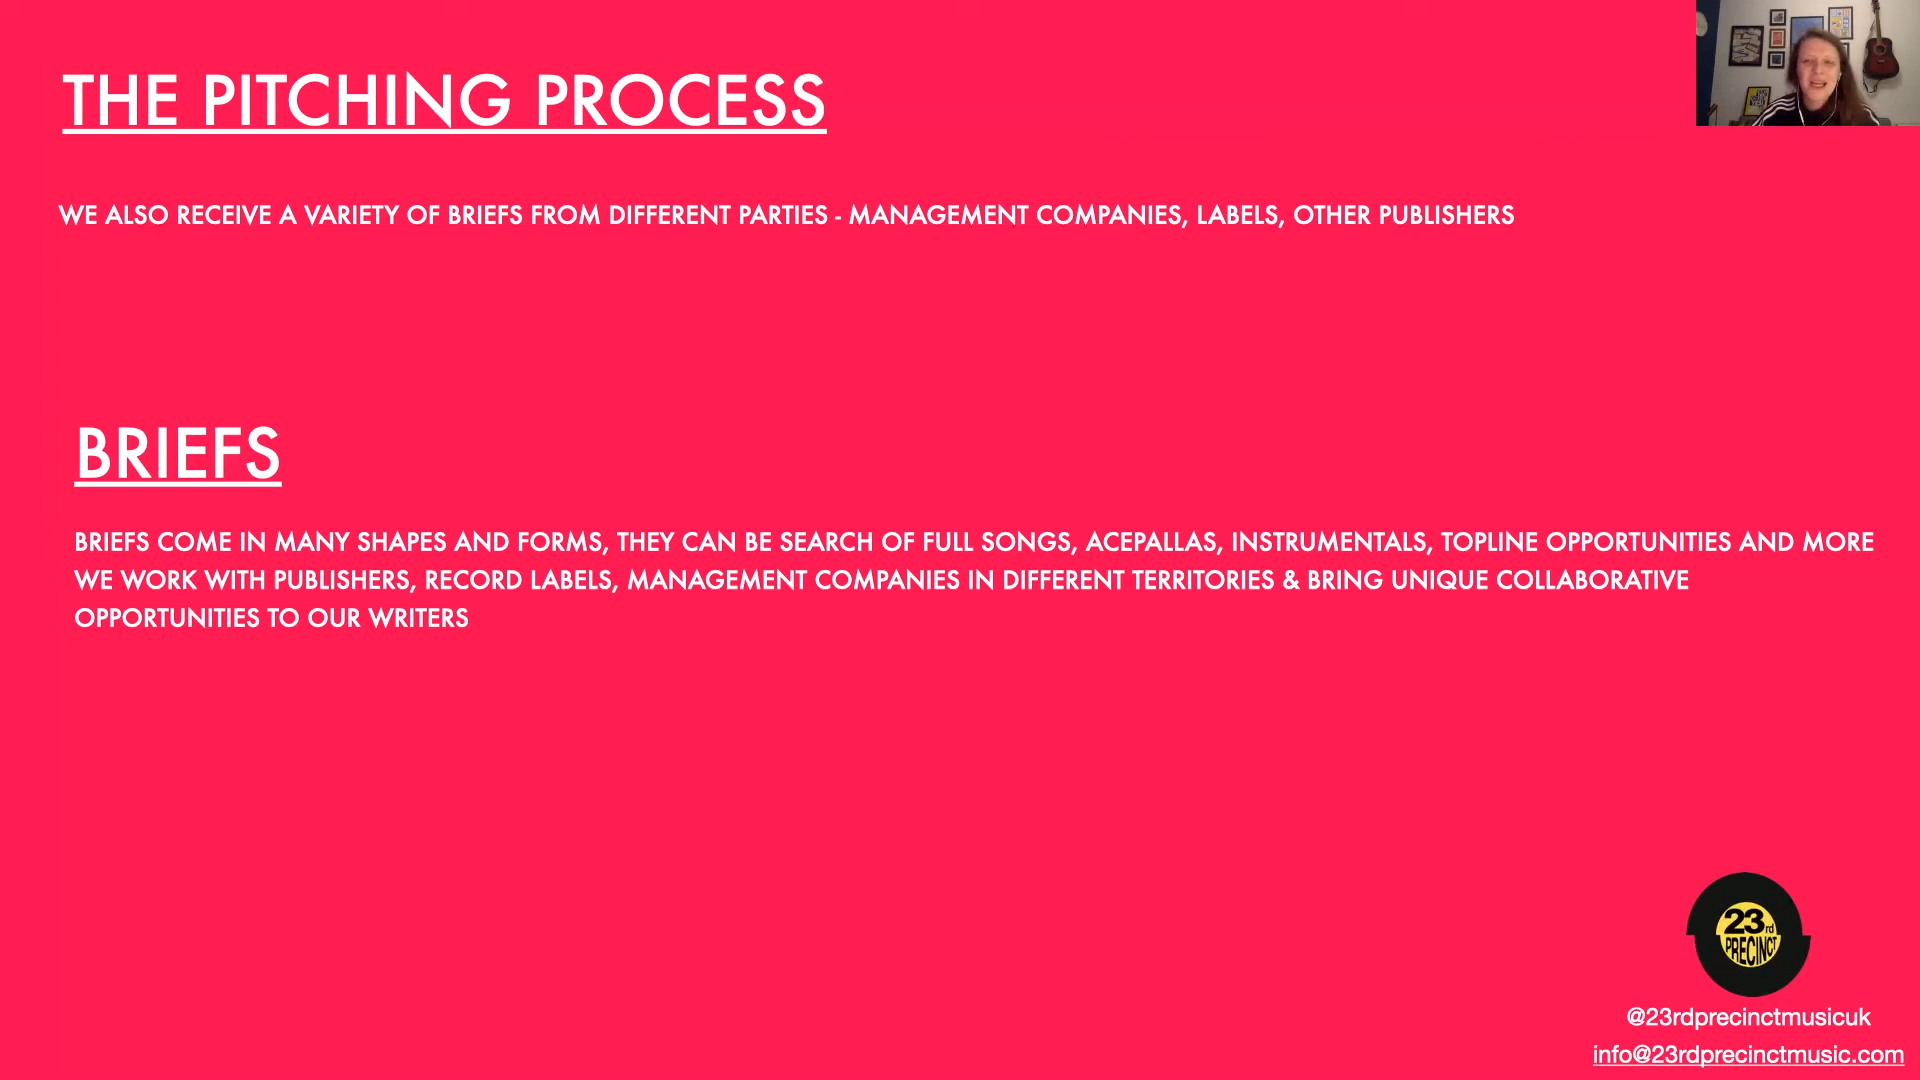 THE PITCHING PROCESS
WE ALSO RECEIVE A VARIETY OF BRIEFS FROM DIFFERENT PARTIES - MANAGEMENT COMPANIES, LABELS, OTHER PUBLISHERS
BRIEFS
BRIEFS COME IN MANY SHAPES AND FORMS, THEY CAN BE SEARCH OF FULL SONGS, ACEPALLAS, INSTRUMENTALS, TOPLINE OPPORTUNITIES AND MORE
WE WORK WITH PUBLISHERS, RECORD LABELS, MANAGEMENT COMPANIES IN DIFFERENT TERRITORIES & BRING UNIQUE COLLABORATIVE
OPPORTUNITIES TO OUR WRITERS
23rd
PRECINCT
@23rdprecinctmusicuk
info@23rdprecinctmusic.com